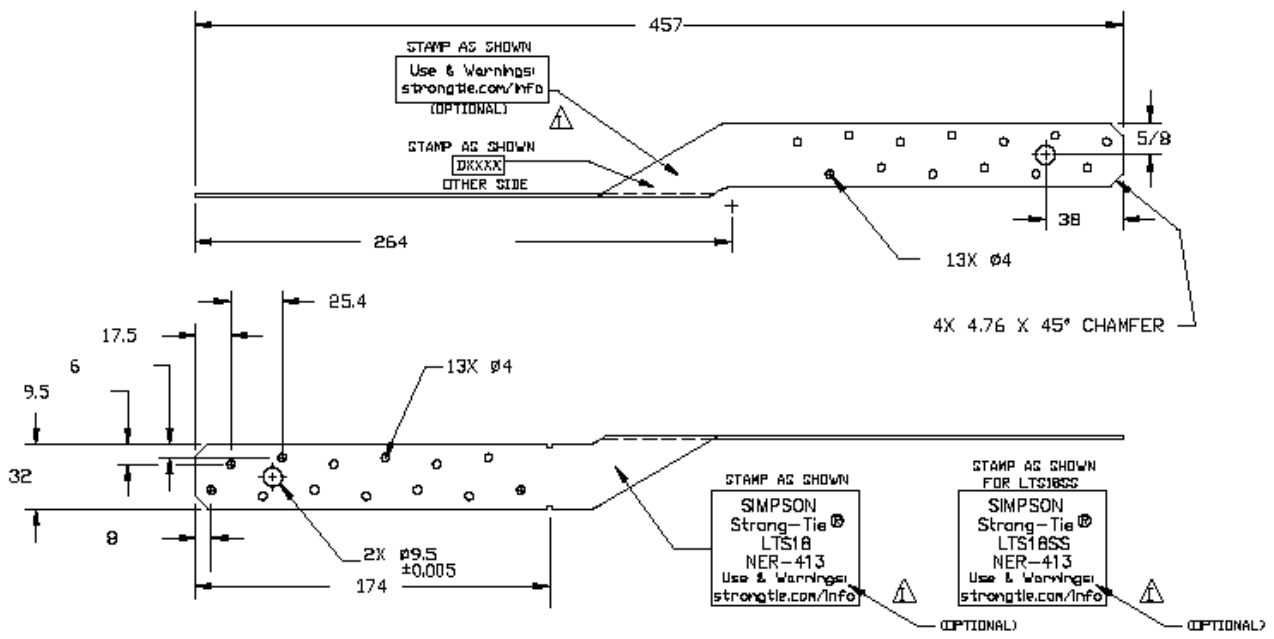 457
STAMP AS SHOWN
Use & Warnings:
strongtie.com/info
(OPTIONAL)
1
5/8
STAMP AS SHOWN
DXXXX
OTHER SIDE
38
264
13X Ø4
25.4
17.5
4X 4.76 X 45° CHAMFER
6
13X Ø4
9.5
32
STAMP AS SHOWN
SIMPSON
Strong-Tie®
LTS18
NER-413
Use & Warnings:
strongtie.com/info
1
(OPTIONAL)
STAMP AS SHOWN
FOR LTS18SS
SIMPSON
Strong-Tie®
LTS18SS
NER-413
Use & Warnings:
strongtie.com/info
1
(OPTIONAL)
8
2X Ø9.5
±0,005
174